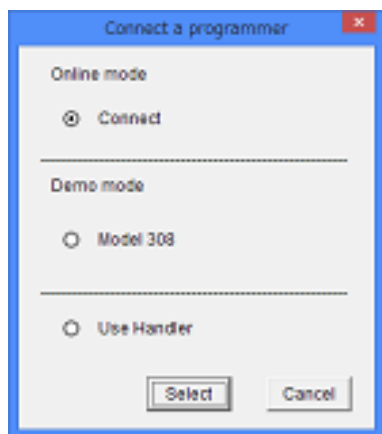 Connect a programmer
Online mode
Connect
Demo mode
Model 308
Use Handler
Select Cancel